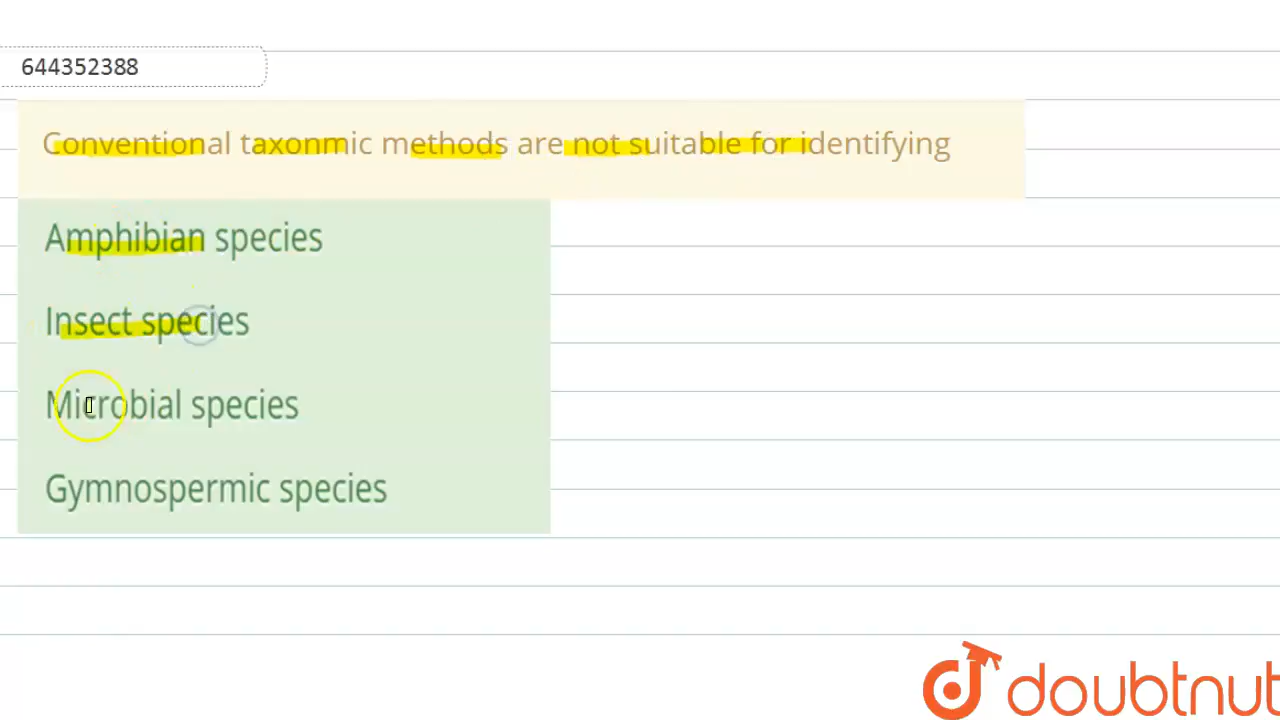 644352388
Conventional taxonmic methods are not suitable for identifying
Amphibian species
Insect species
Microbial species
Gymnospermic species
doubtnut